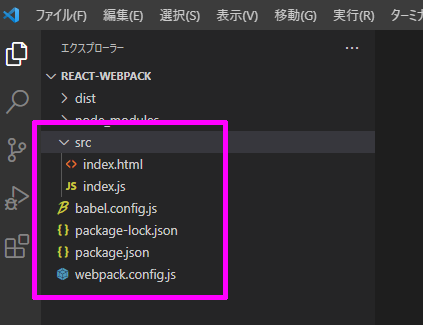 ファイル(F) 編集(E) 選択(S) 表示(V) 移動(G) 実行(R) ターミナ
エクスプローラー ···
REACT-WEBPACK
dist
node_modules
src
index.html
JS index.js
babel.config.js
package-lock.json
package.json
webpack.config.js